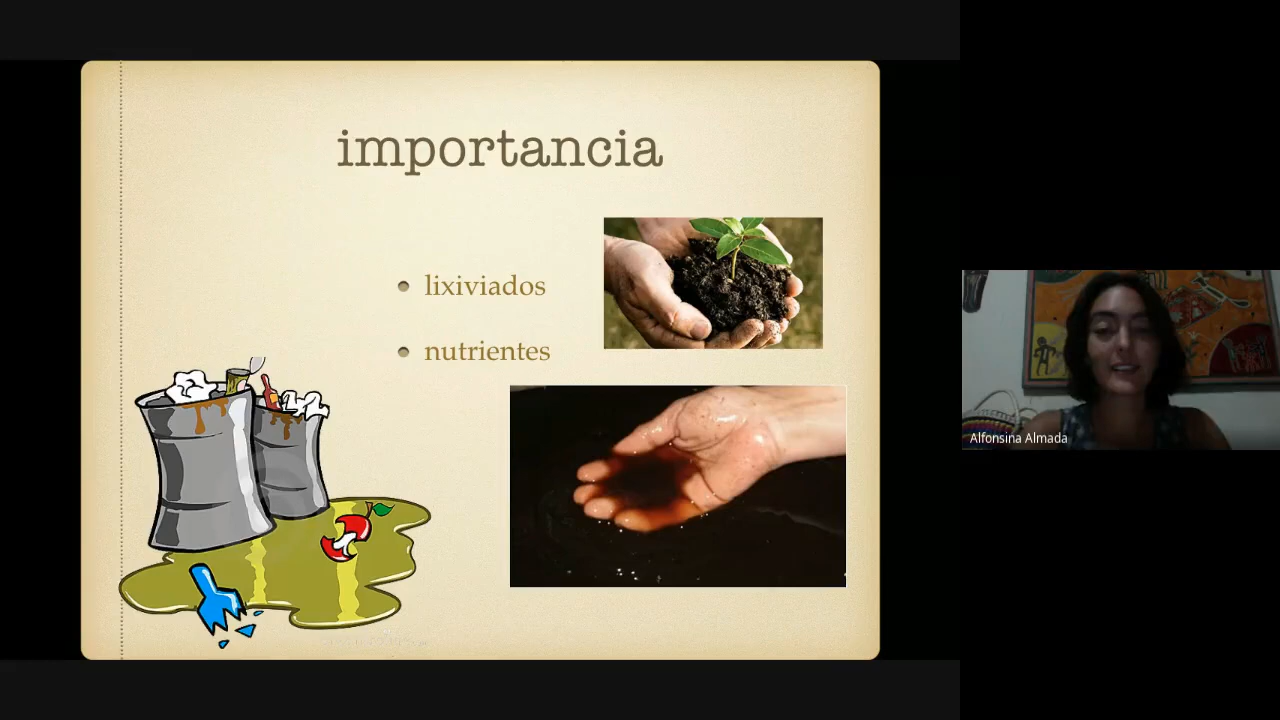 importancia
lixiviados
nutrientes
Alfonsina Almada